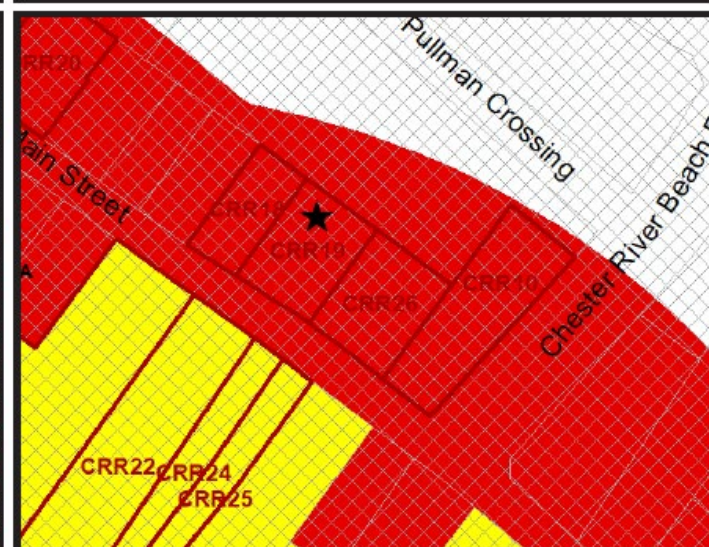 Pullman Crossing
CRR20
Main Street
Chester River Beach
CRR18
CRR19
CRR10
CRR26
A
CRR22
CRR24
CRR25